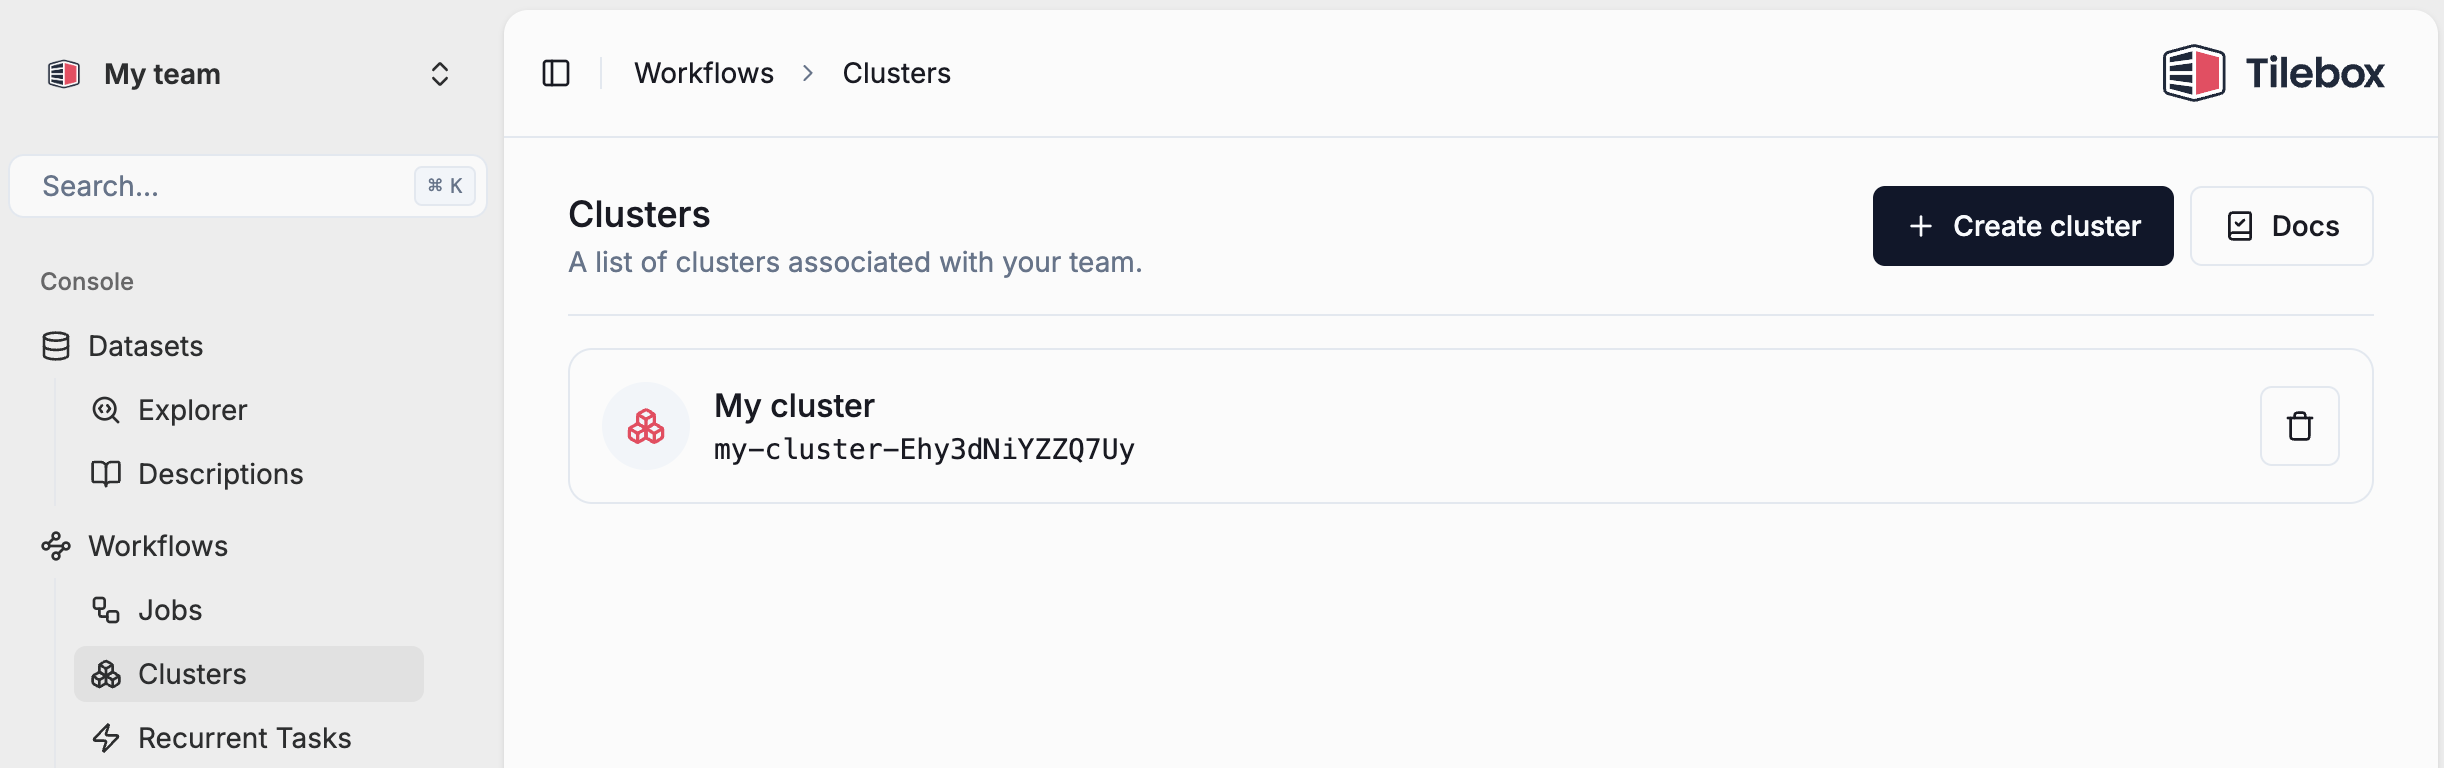 My team
Search...
⌘ K
Console
Datasets
Explorer
Descriptions
Workflows
Jobs
Clusters
Recurrent Tasks
Workflows > Clusters
Tilebox
Clusters
A list of clusters associated with your team.
+ Create cluster
Docs
My cluster
my-cluster-Ehy3dNiYZZQ7Uy